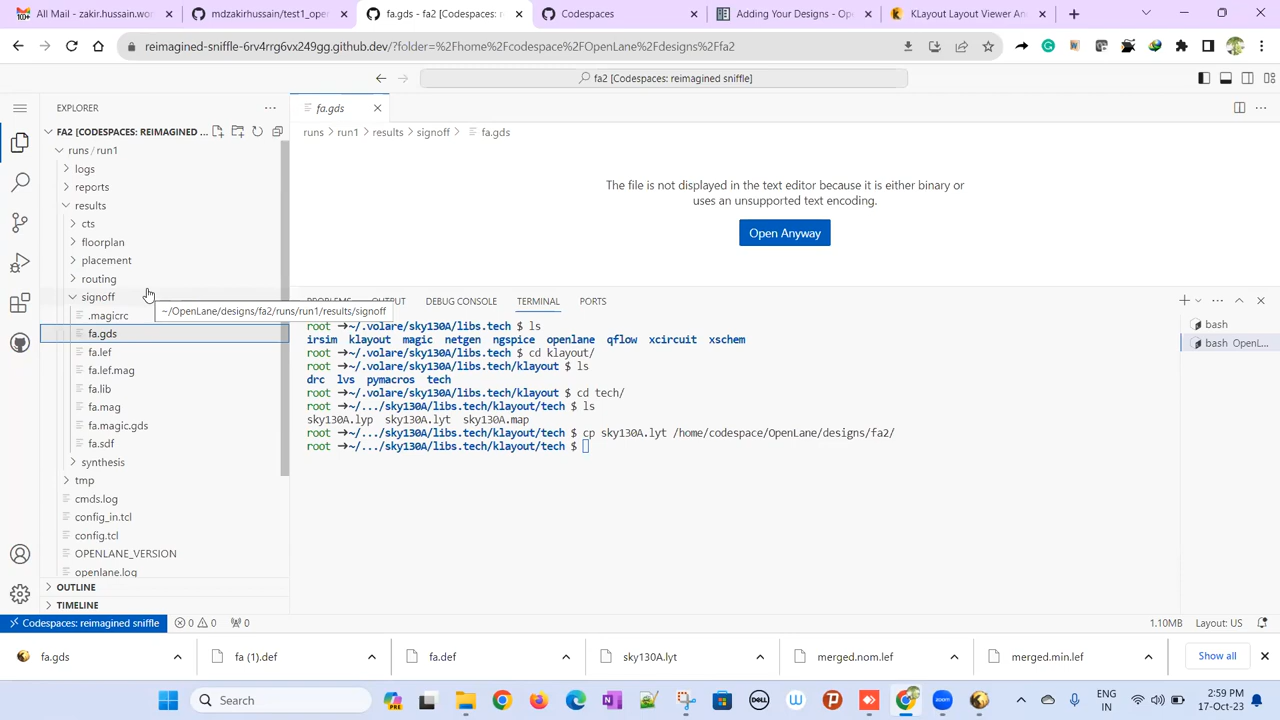 All Mail - zakir.hussain.wor
mdzakirhussain/test1_oper
fa.gds - fa2 [Codespaces: re
Codespaces
Adding Your Designs - Ope
KLayout Layout Viewer An
reimagined-sniffle-6rv4rrg6vx249gg.github.dev/?folder=%2Fhome%2Fcodespace%2FOpenLane%2Fdesigns%2Ffa2
fa2 [Codespaces: reimagined sniffle]
EXPLORER
fa.gds
FA2 [CODESPACES: REIMAGINED ...
runs > run1 > results > signoff > fa.gds
runs / run1
logs
reports
results
cts
floorplan
placement
routing
signoff
.magicrc
fa.gds
fa.lef
fa.lef.mag
fa.lib
fa.mag
fa.magic.gds
fa.sdf
synthesis
tmp
cmds.log
config_in.tcl
config.tcl
OPENLANE_VERSION
openlane.log
OUTLINE
TIMELINE
~/OpenLane/designs/fa2/runs/run1/results/signoff
The file is not displayed in the text editor because it is either binary or
uses an unsupported text encoding.
Open Anyway
PROBLEMS OUTPUT DEBUG CONSOLE TERMINAL PORTS
root ➜~/.volare/sky130A/libs.tech $ ls
irsim klayout magic netgen ngspice openlane qflow xcircuit xschem
root ➜~/.volare/sky130A/libs.tech $ cd klayout/
root ➜~/.volare/sky130A/libs.tech/klayout $ ls
drc lvs pymacros tech
root ➜~/.volare/sky130A/libs.tech/klayout $ cd tech/
root ➜~/.../sky130A/libs.tech/klayout/tech $ ls
sky130A.lyp sky130A.lyt sky130A.map
root ➜~/.../sky130A/libs.tech/klayout/tech $ cp sky130A.lyt /home/codespace/OpenLane/designs/fa2/
root ➜~/.../sky130A/libs.tech/klayout/tech $
bash
bash OpenL...
Codespaces: reimagined sniffle
0 0
0
1.10MB
Layout: US
fa.gds
fa (1).def
fa.def
sky130A.lyt
merged.nom.lef
merged.min.lef
Show all
Search
DELL
ENG
IN
2:59 PM
17-Oct-23